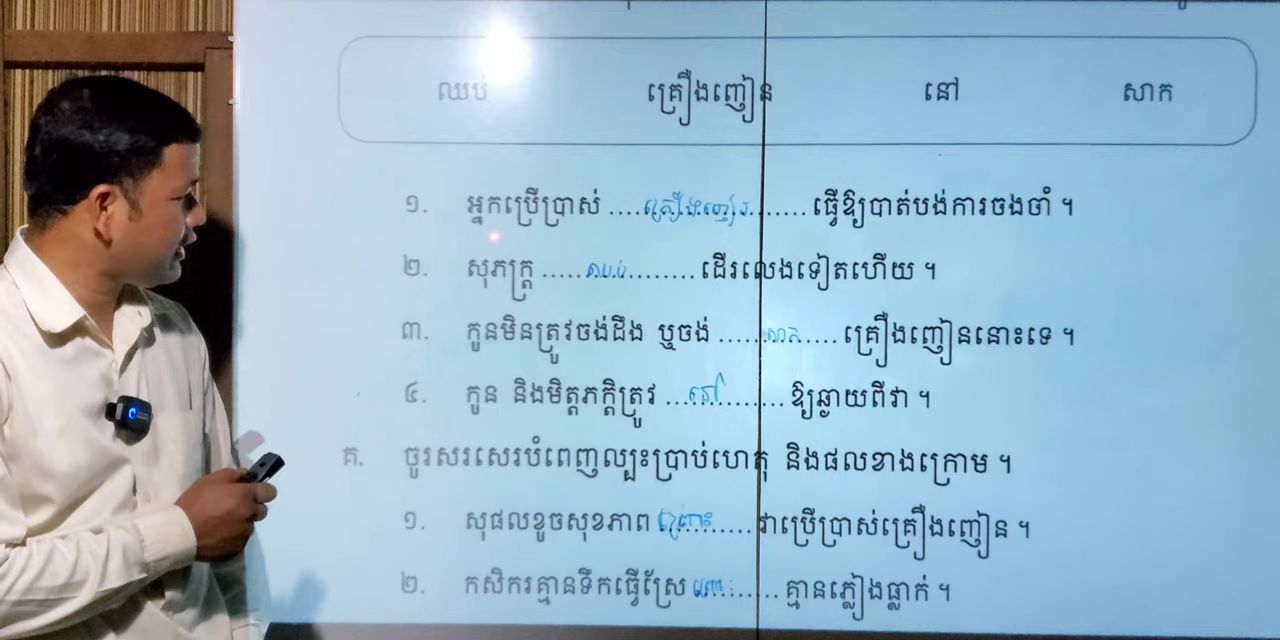 ឈប់ គ្រឿងញៀន នៅ សាក
១. អ្នកប្រើប្រាស់ ....គ្រឿងញៀន....... ធ្វើឱ្យបាត់បង់ការចងចាំ ។
២. សុភក្ត្រ .....ឈប់......... ដើរលេងទៀតហើយ ។
៣. កូនមិនត្រូវចង់ដឹង ឬចង់ ......សាក..... គ្រឿងញៀននោះទេ ។
៤. កូន និងមិត្តភក្តិត្រូវ ...នៅ........ ឱ្យឆ្ងាយពីវា ។
គ. ចូរសរសេរបំពេញល្បះប្រាប់ហេតុ និងផលខាងក្រោម ។
១. សុផលខូចសុខភាព ព្រោះ...... វាប្រើប្រាស់គ្រឿងញៀន ។
២. កសិករគ្មានទឹកធ្វើស្រែ ព្រោះ....... គ្មានភ្លៀងធ្លាក់ ។